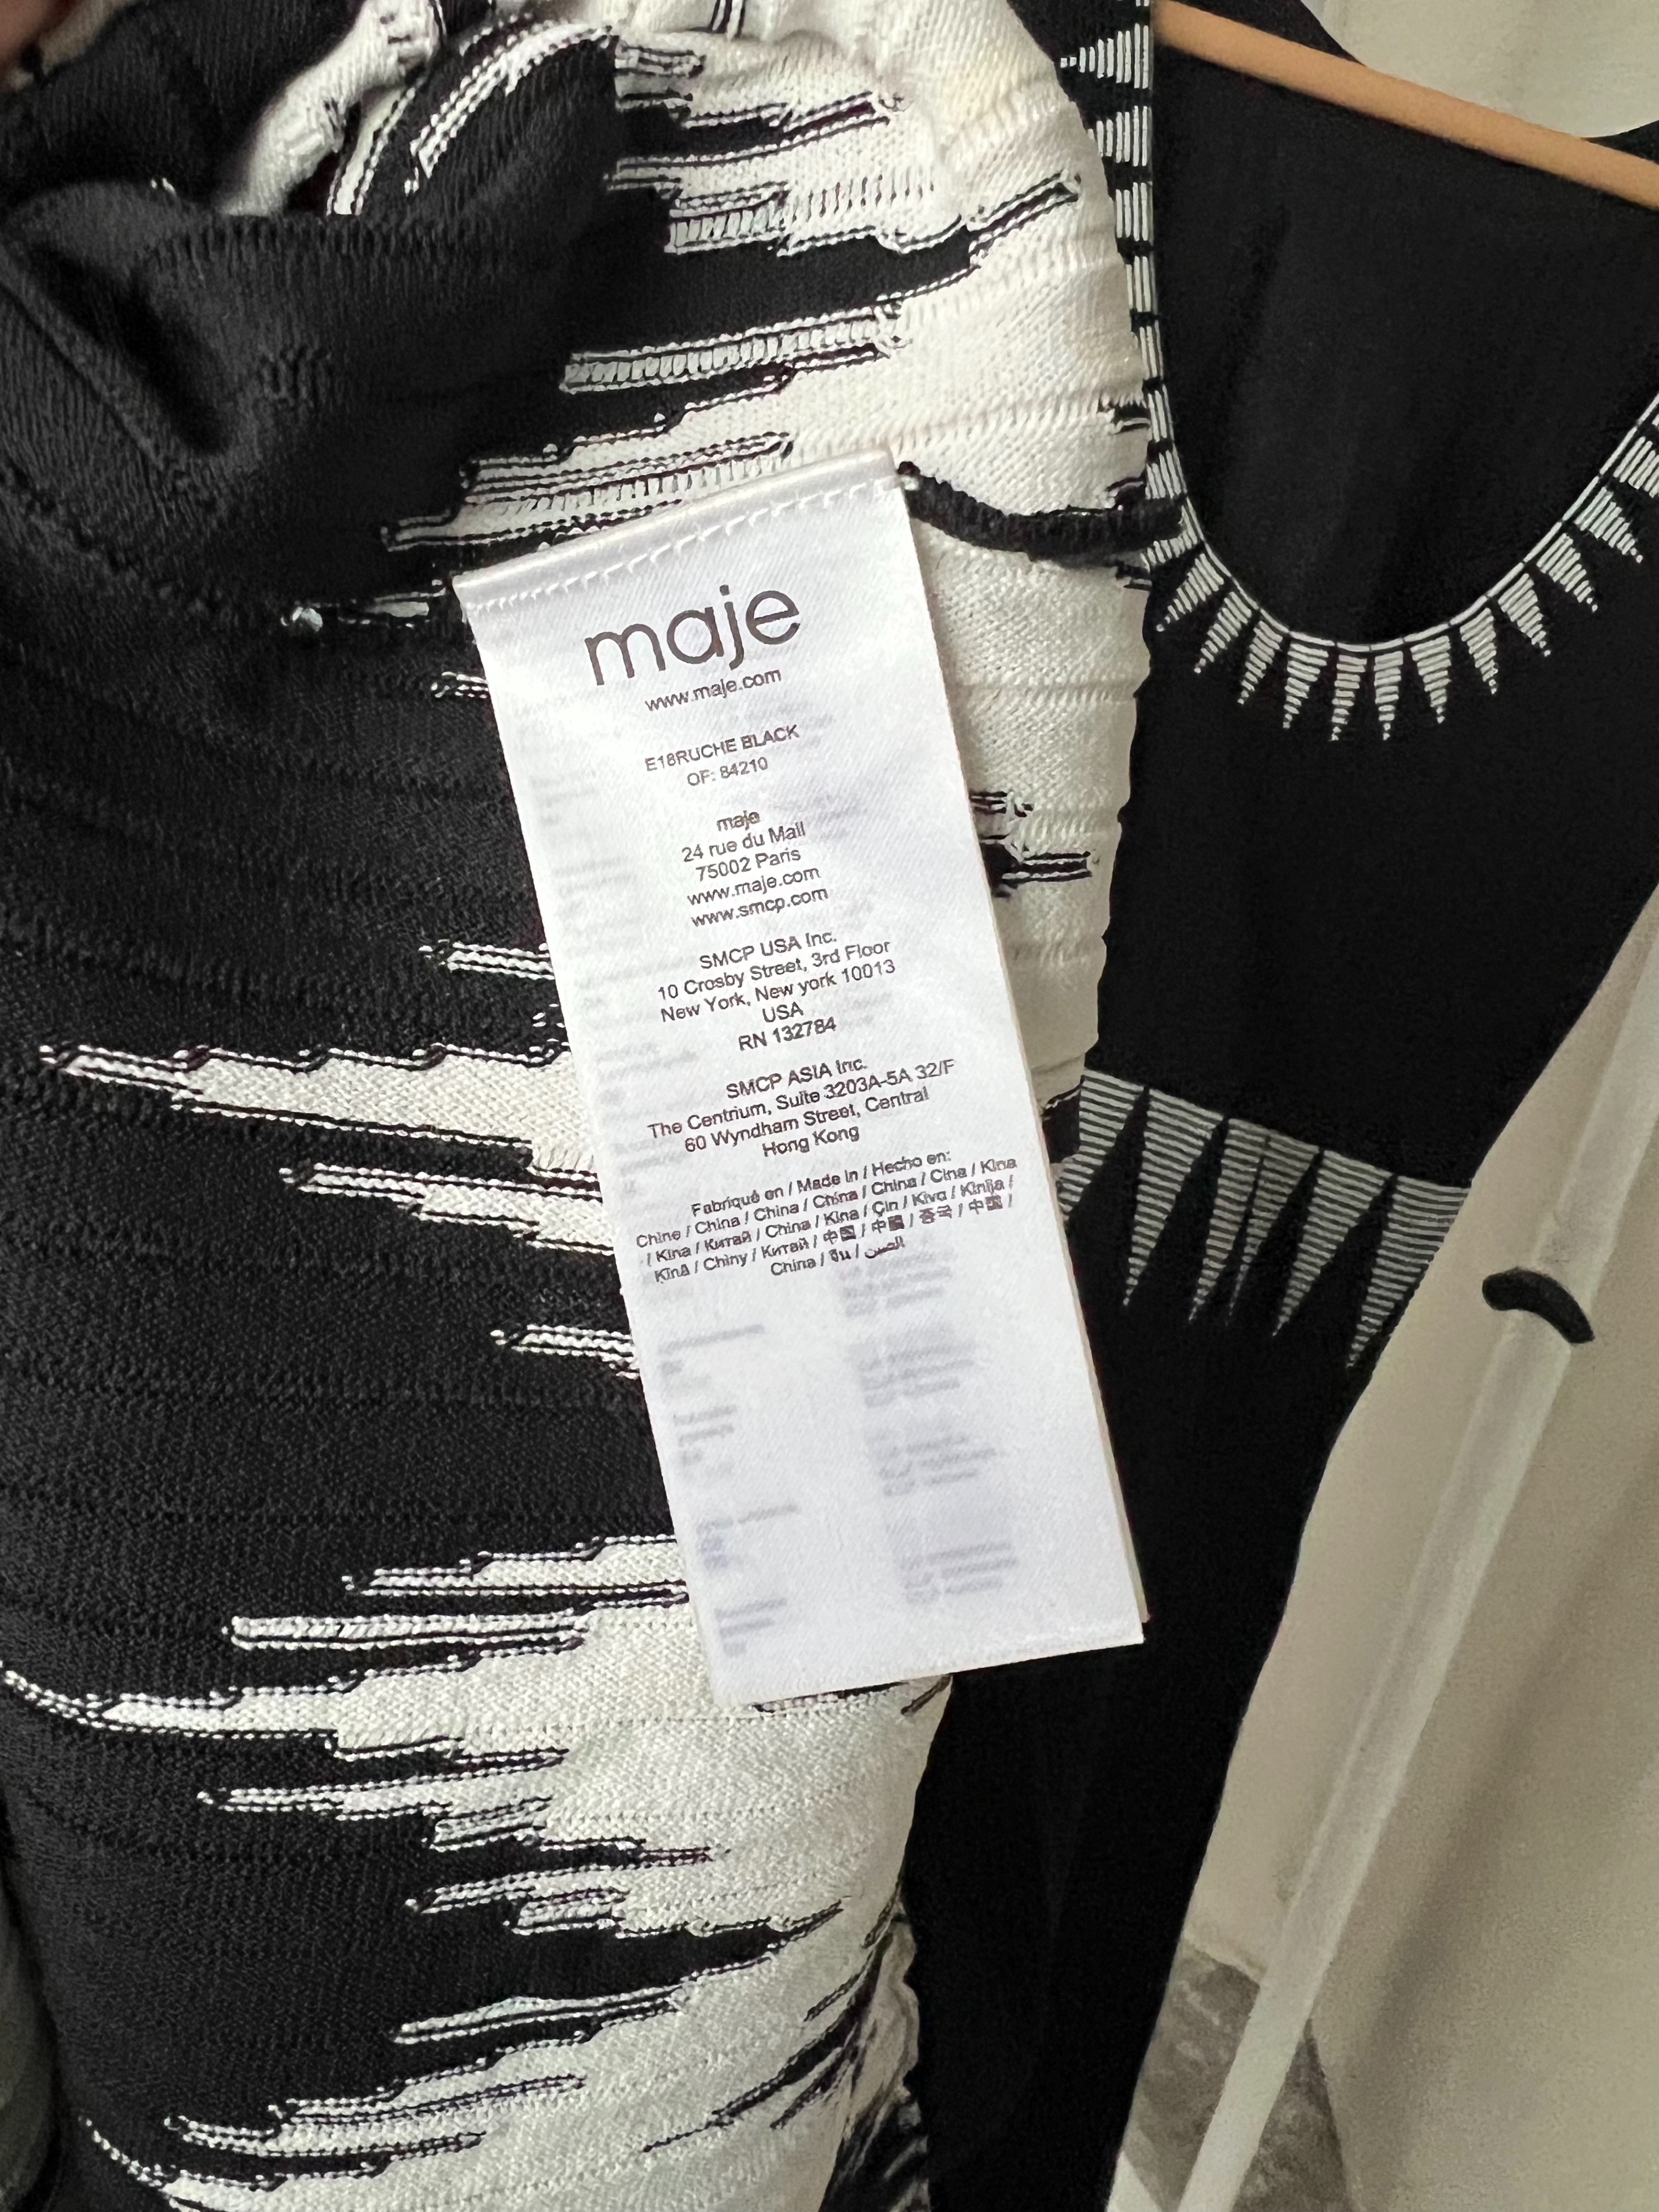 maje
www.maje.com
E18RUCHE BLACK
OF: 84210
maje
24 rue du Mail
75002 Paris
www.maje.com
www.smcp.com
SMCP USA Inc.
10 Crosby Street, 3rd Floor
New York, New york 10013
USA
RN 132784
SMCP ASIA Inc.
The Centrium, Suite 3203A-5A 32/F
60 Wyndham Street, Central
Hong Kong
Fabriqué en / Made in / Hecho en:
Chine / China / China / China / China / Cina / Kina
/ Kina / Китай / China / Kina / Çin / Kiva / Kinija /
Kīnā / Chiny / Китай / 中国 / 中國 / 중국 / 中国 /
China / จีน / الصين